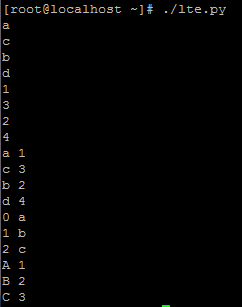 [root@localhost ~]# ./lte.py
a
c
b
d
1
3
2
4
a 1
c 3
b 2
d 4
0 a
1 b
2 c
A 1
B 2
C 3